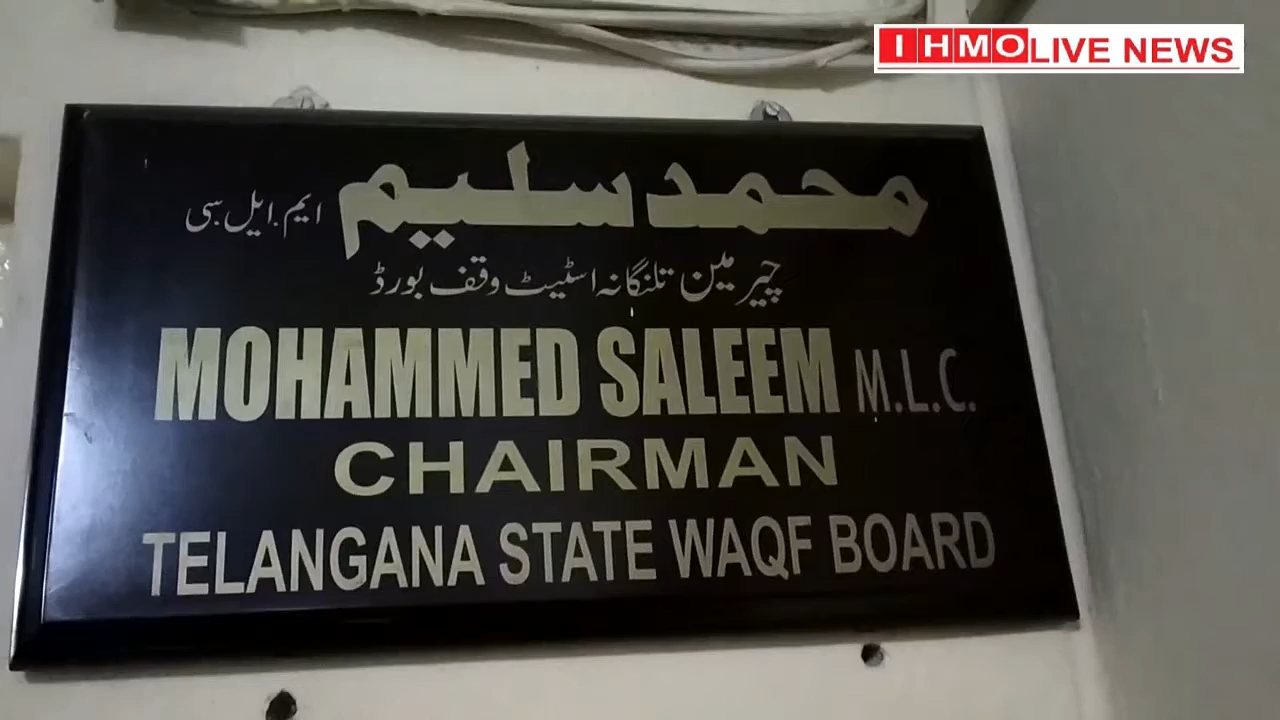 IHMO LIVE NEWS
محمد سلیم ایم.ایل.سی
چیرمین تلنگانہ اسٹیٹ وقف بورڈ
MOHAMMED SALEEM M.L.C.
CHAIRMAN
TELANGANA STATE WAQF BOARD